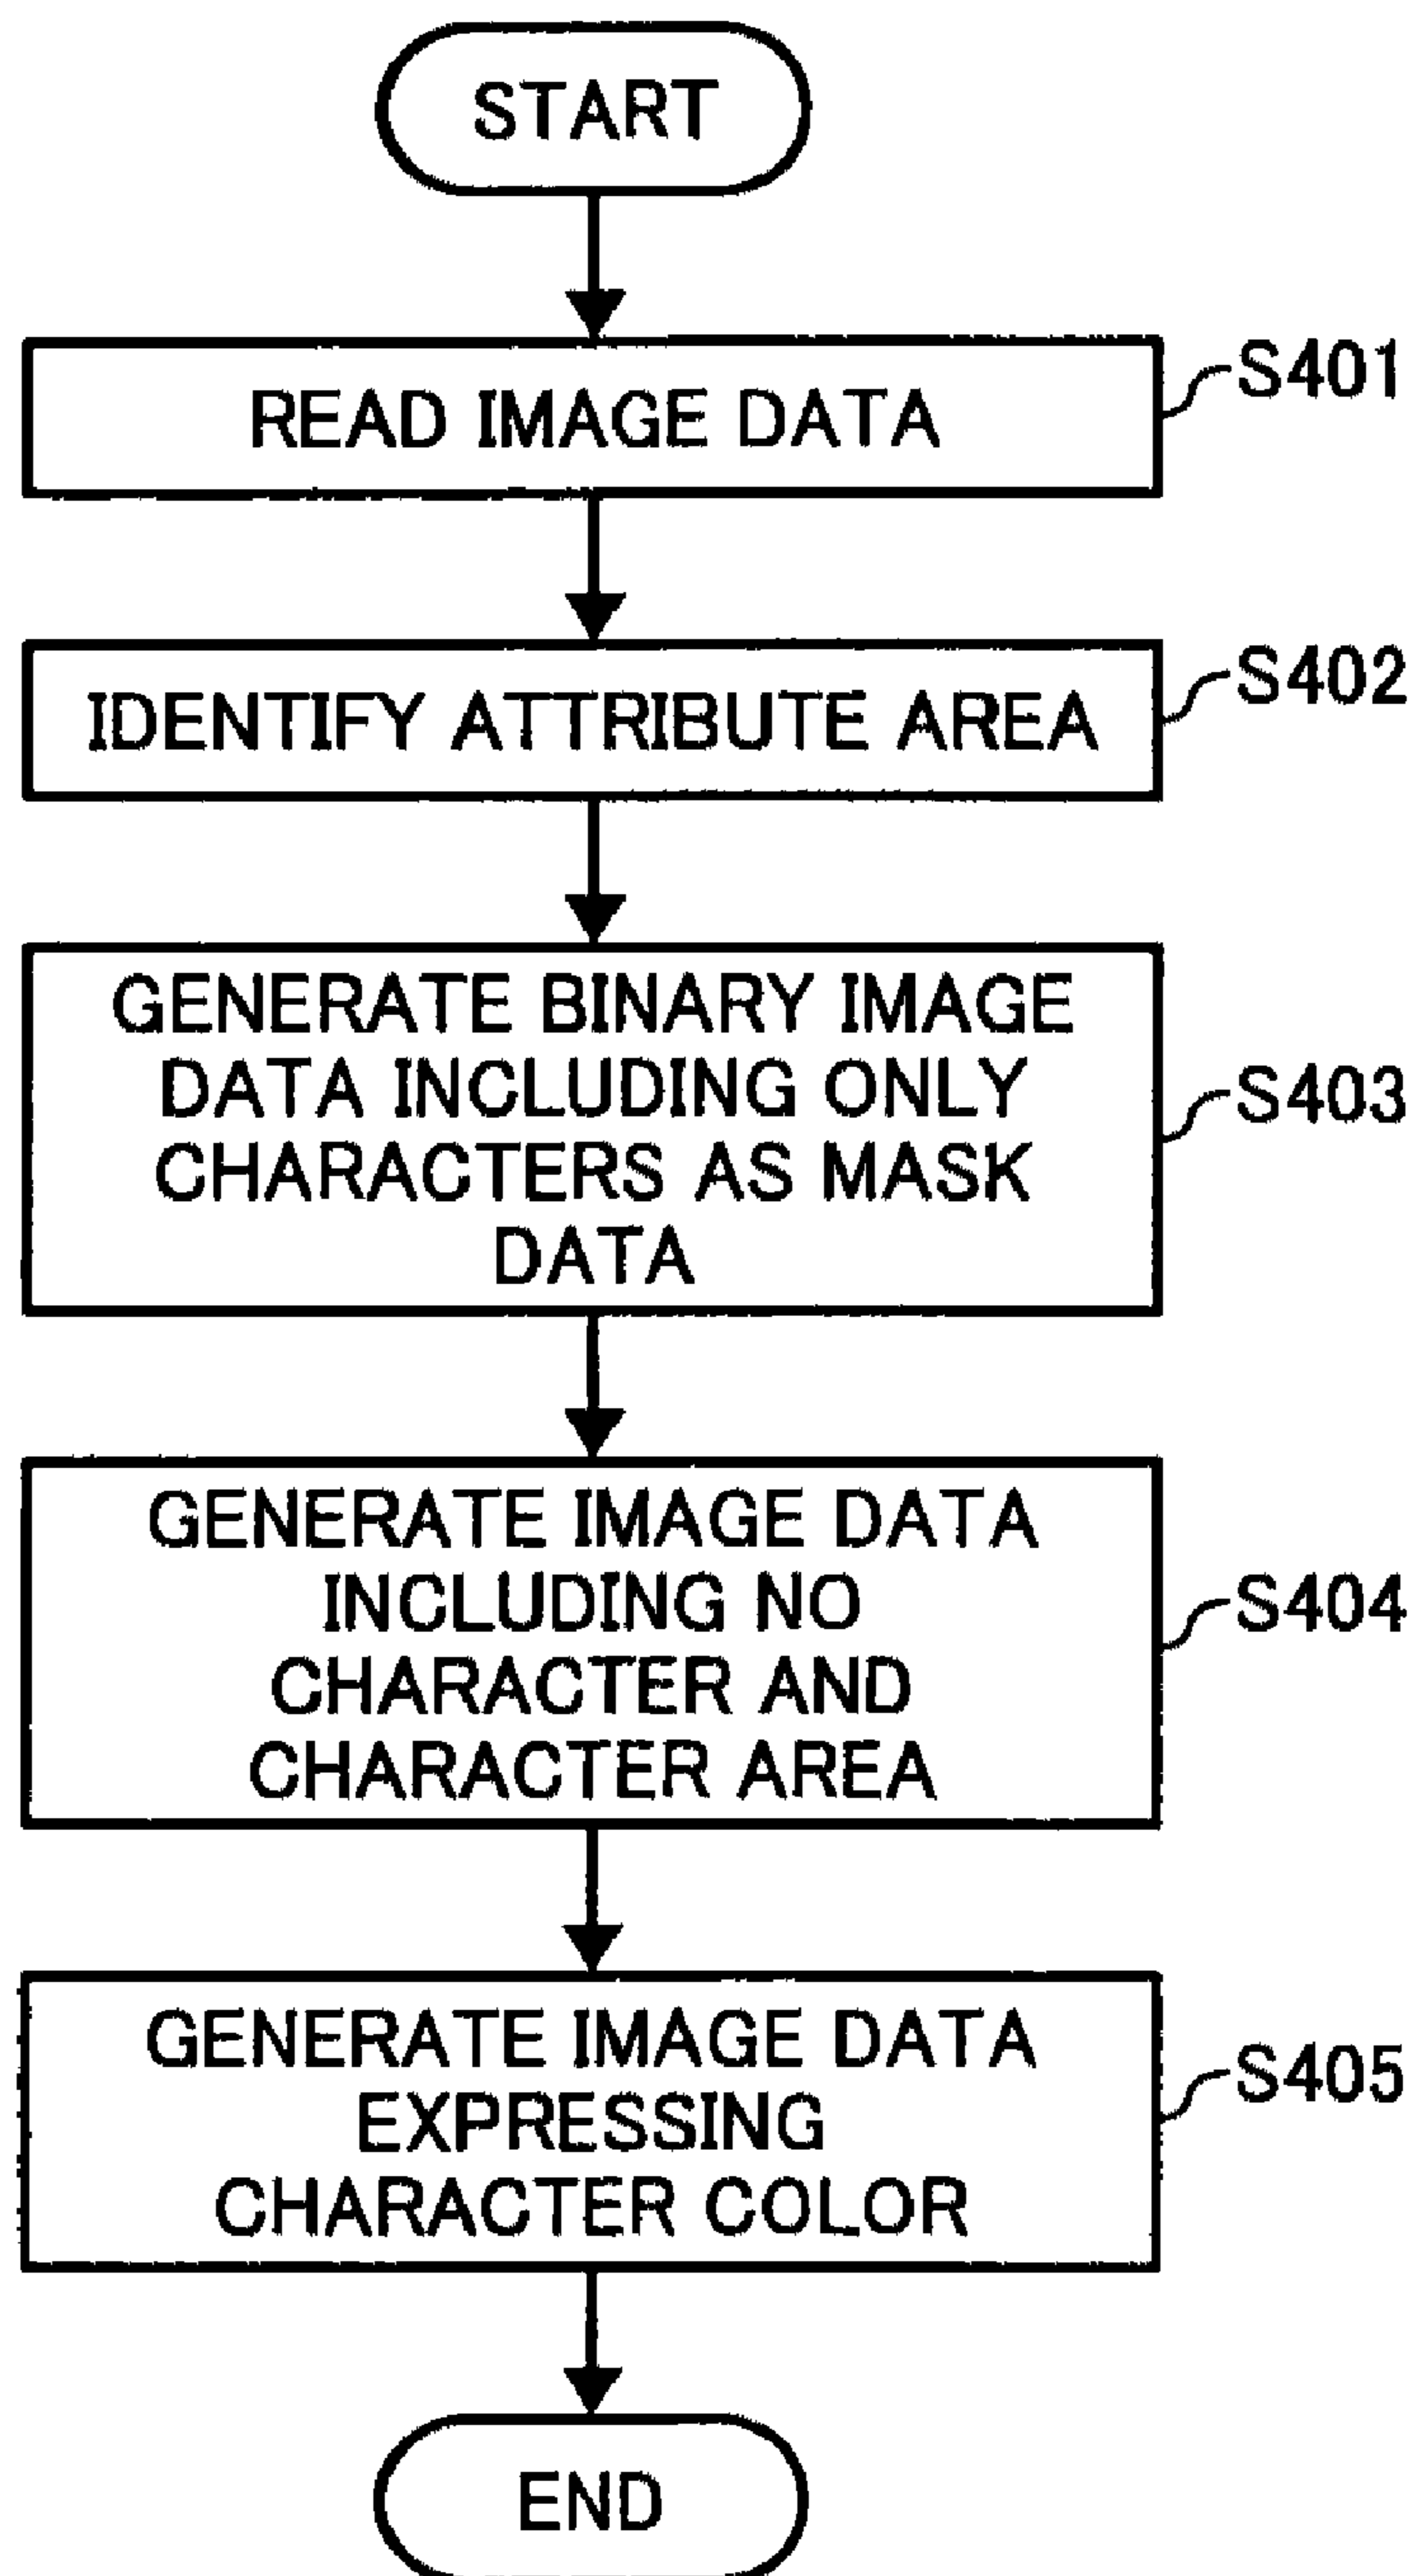 START
READ IMAGE DATA
S401
IDENTIFY ATTRIBUTE AREA
S402
GENERATE BINARY IMAGE
DATA INCLUDING ONLY
CHARACTERS AS MASK
DATA
S403
GENERATE IMAGE DATA
INCLUDING NO
CHARACTER AND
CHARACTER AREA
S404
GENERATE IMAGE DATA
EXPRESSING
CHARACTER COLOR
S405
END